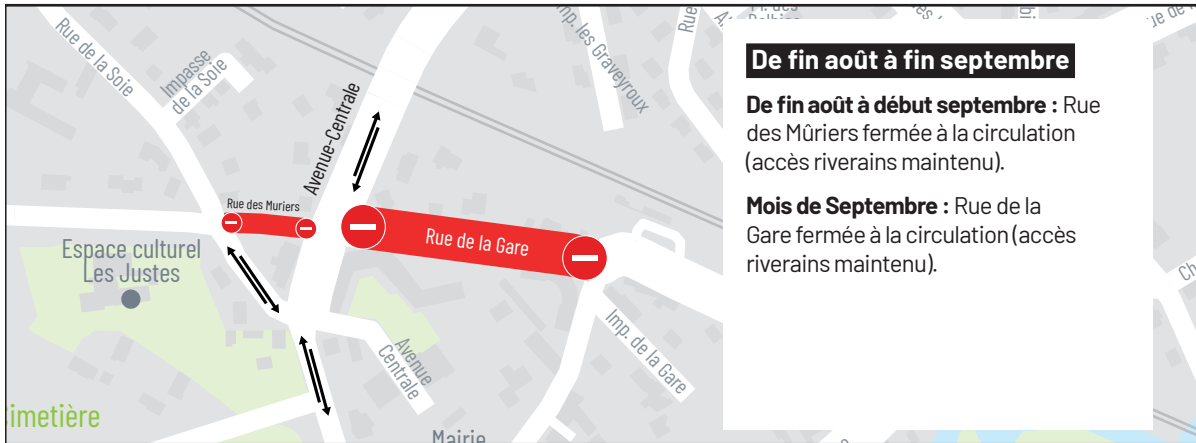 Rue de la Soie
Impasse
de la Soie
Avenue-Centrale
Imp. les Graveyroux
Rue
Rue des Muriers
Rue de la Gare
Espace culturel
Les Justes
Imp. de la Gare
Avenue
Centrale
imetière
Mairie
De fin août à fin septembre
De fin août à début septembre : Rue
des Mûriers fermée à la circulation
(accès riverains maintenu).
Mois de Septembre : Rue de la
Gare fermée à la circulation (accès
riverains maintenu).
Ch